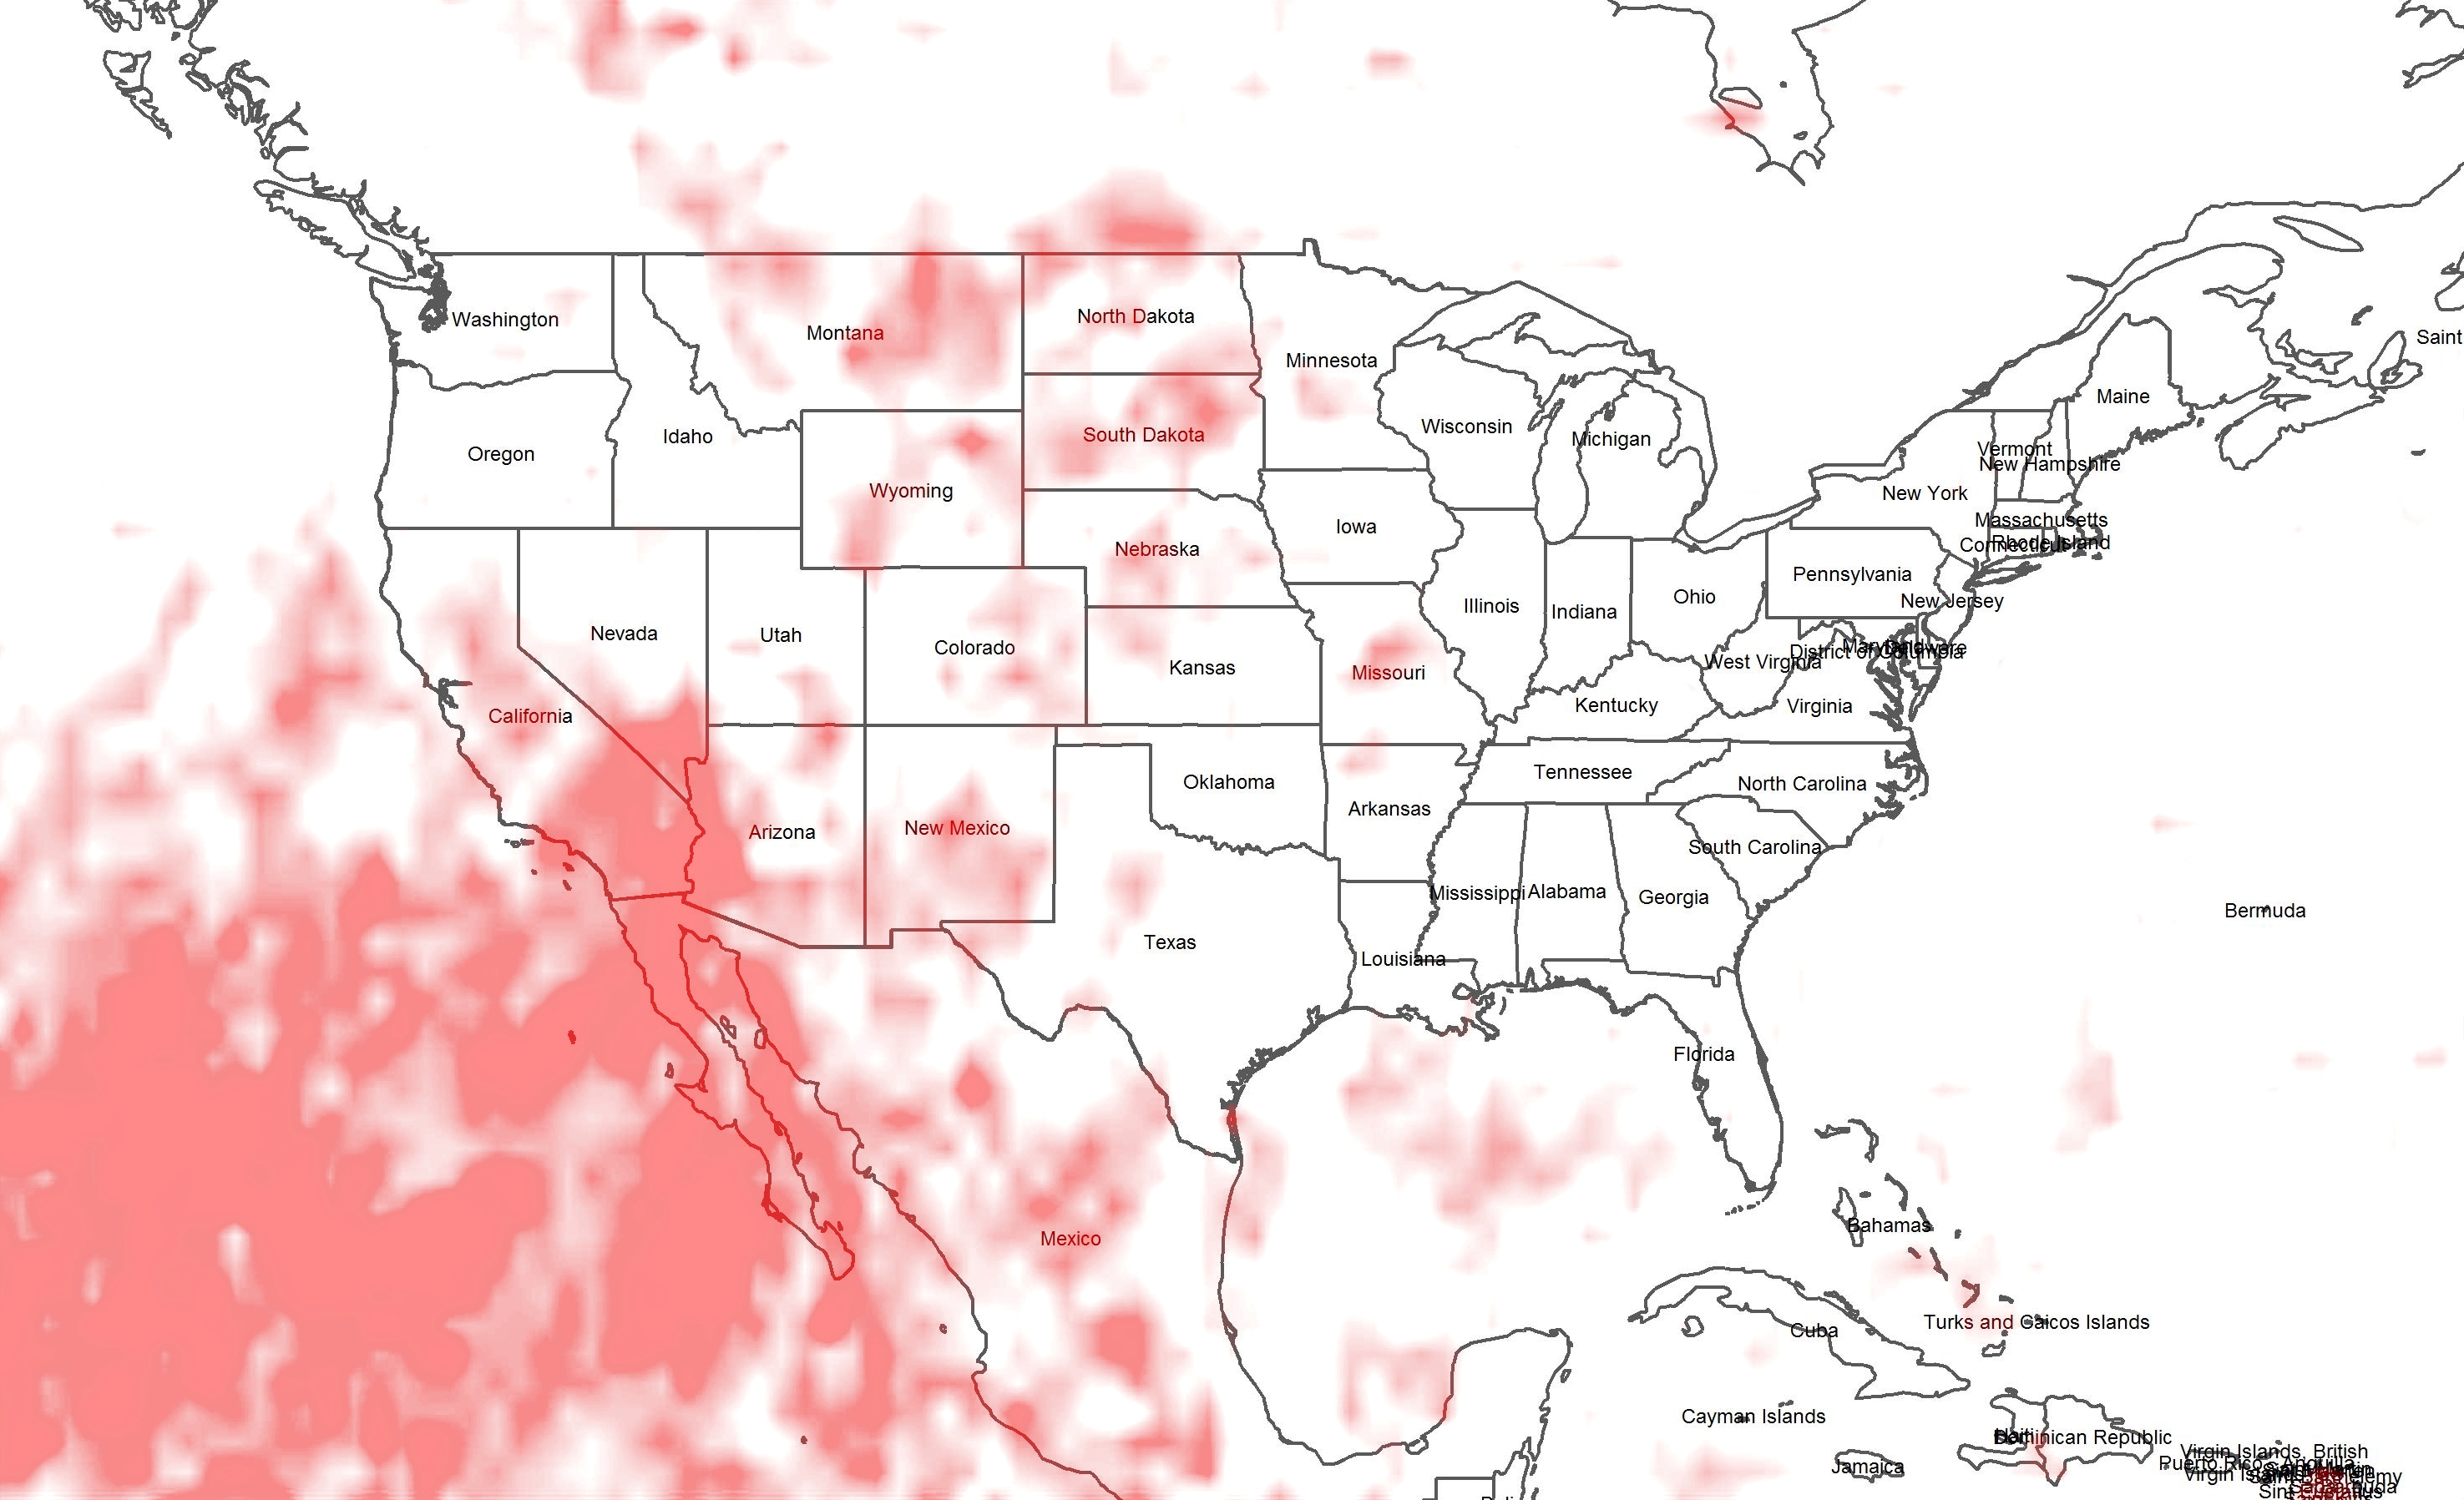 Washington
North Dakota
Montana
Saint
Minnesota
Maine
Wisconsin
South Dakota
Idaho
Michigan
Oregon
Vermont
New Hampshire
Wyoming
New York
Massachusetts
Iowa
Rhode Island
Connecticut
Nebraska
Pennsylvania
New Jersey
Illinois
Indiana
Ohio
Nevada
Utah
Colorado
Maryland
Delaware
District of Columbia
West Virginia
Kansas
Missouri
Kentucky
Virginia
California
Tennessee
Oklahoma
North Carolina
Arkansas
New Mexico
Arizona
South Carolina
Mississippi
Alabama
Georgia
Bermuda
Texas
Louisiana
Florida
Bahamas
Mexico
Turks and Caicos Islands
Cuba
Cayman Islands
Haiti
Dominican Republic
Virgin Islands, British
Puerto Rico
Anguilla
Jamaica